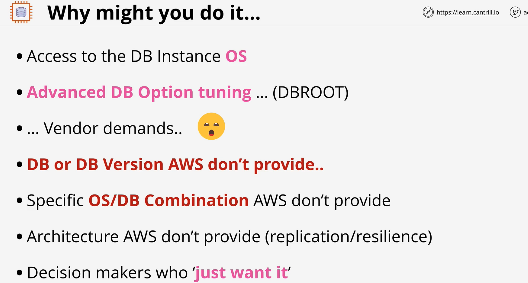 Why might you do it...
https://learn.cantrill.io
• Access to the DB Instance OS
• Advanced DB Option tuning ... (DBROOT)
• ... Vendor demands..
• DB or DB Version AWS don't provide..
• Specific OS/DB Combination AWS don't provide
• Architecture AWS don't provide (replication/resilience)
• Decision makers who 'just want it'